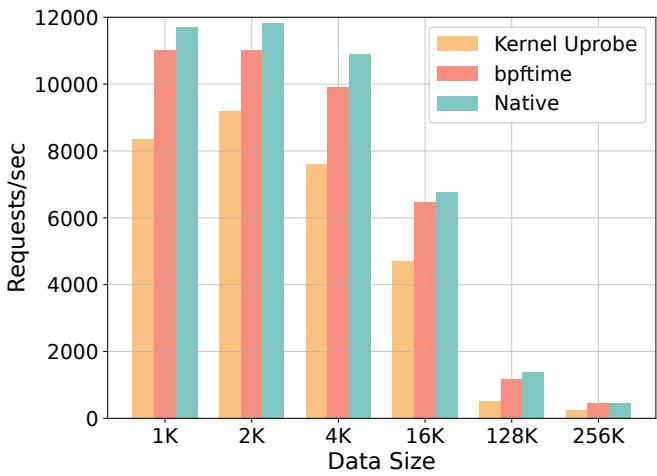 12000
10000
8000
6000
4000
2000
0
Requests/sec
Kernel Uprobe
bpftime
Native
1K 2K 4K 16K 128K 256K
Data Size